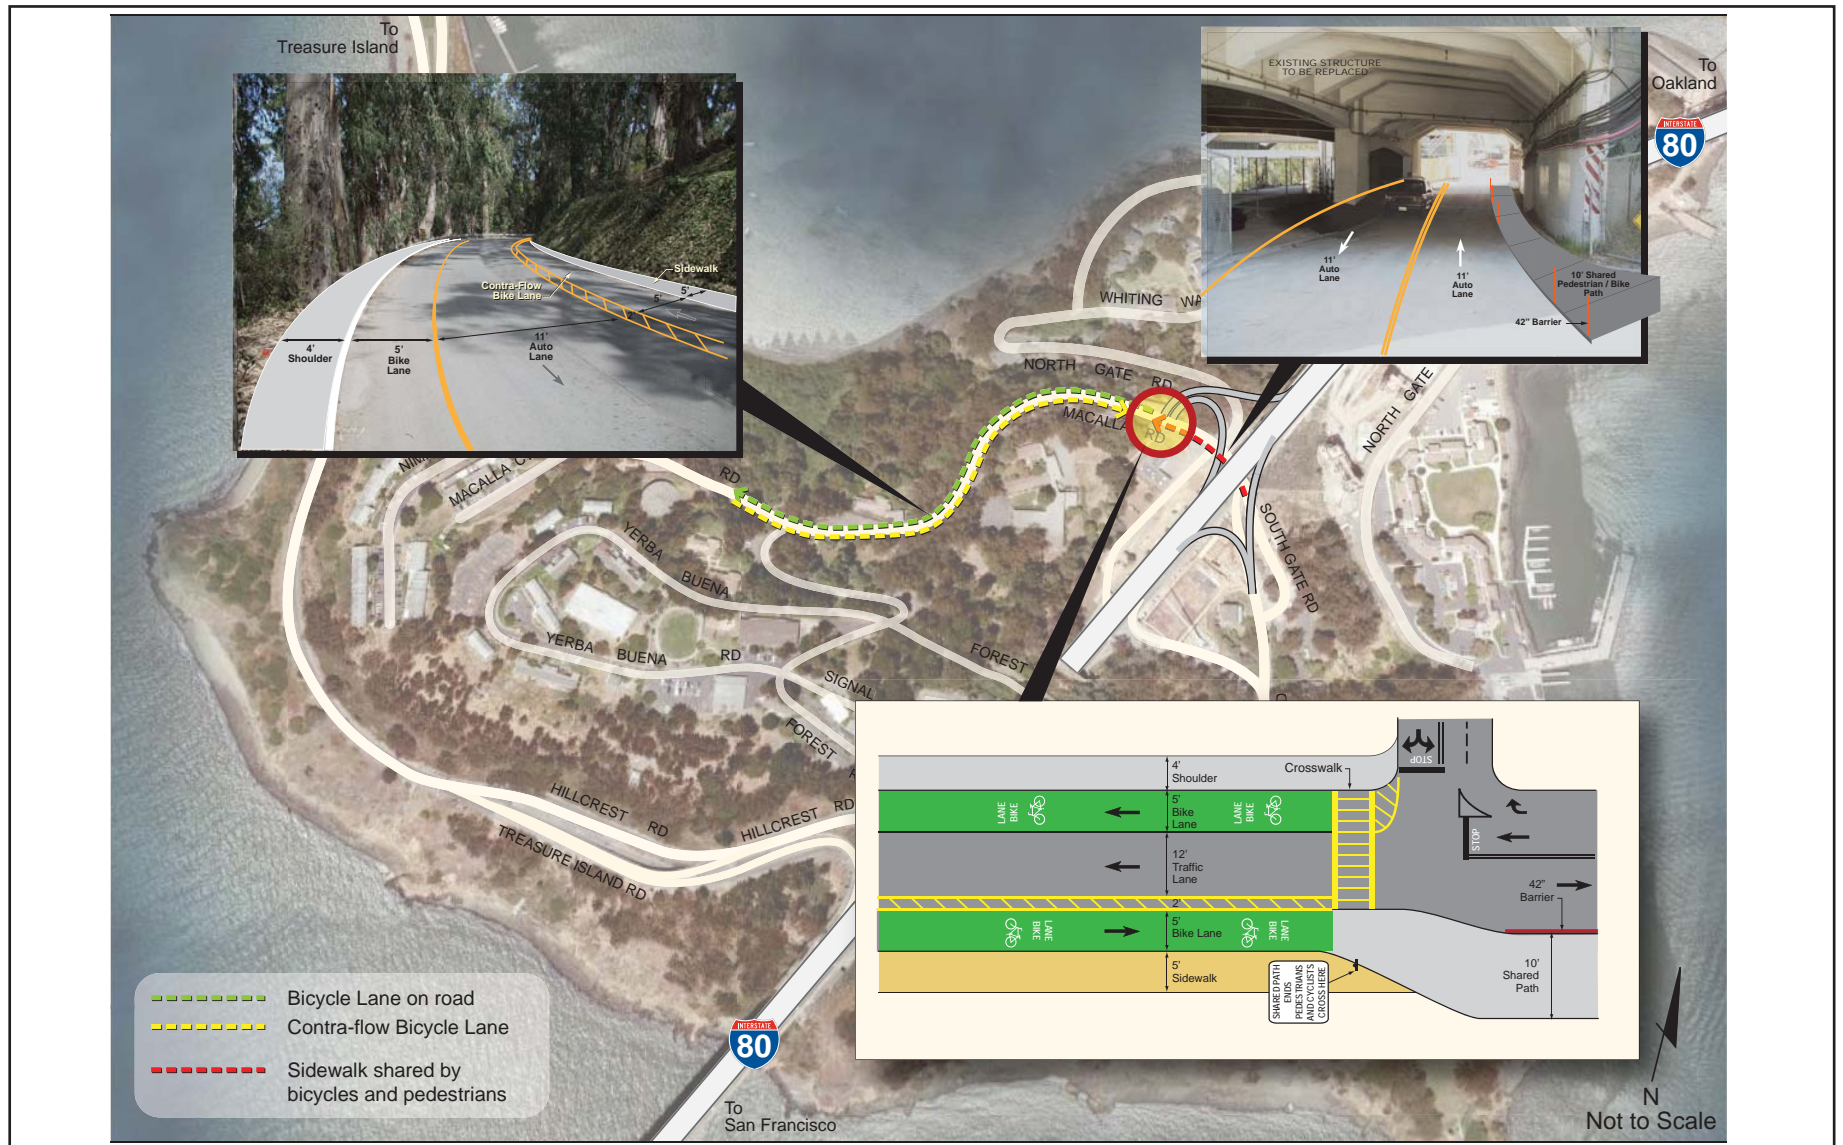 To
Treasure Island
EXISTING STRUCTURE
TO BE REPLACED
To
Oakland
INTERSTATE
80
Sidewalk
Contra-Flow
Bike Lane
5'
5'
2'
4'
Shoulder
5'
Bike
Lane
11'
Auto
Lane
11'
Auto
Lane
11'
Auto
Lane
10' Shared
Pedestrian / Bike
Path
42" Barrier
WHITING WA
NORTH GATE RD
MACALLA RD
NORTH GATE
SOUTH GATE RD
MACALLA C
RD
YERBA BUENA
YERBA BUENA RD
FOREST
SIGNAL
FOREST
HILLCREST RD
HILLCREST RD
TREASURE ISLAND RD
4'
Shoulder
Crosswalk
STOP
5'
Bike
Lane
LANE
BIKE
LANE
BIKE
STOP
12'
Traffic
Lane
2'
42"
Barrier
5'
Bike Lane
LANE
BIKE
LANE
BIKE
5'
Sidewalk
SHARED PATH
ENDS
PEDESTRIANS
AND CYCLISTS
CROSS HERE
10'
Shared
Path
Bicycle Lane on road
Contra-flow Bicycle Lane
Sidewalk shared by
bicycles and pedestrians
INTERSTATE
80
To
San Francisco
N
Not to Scale